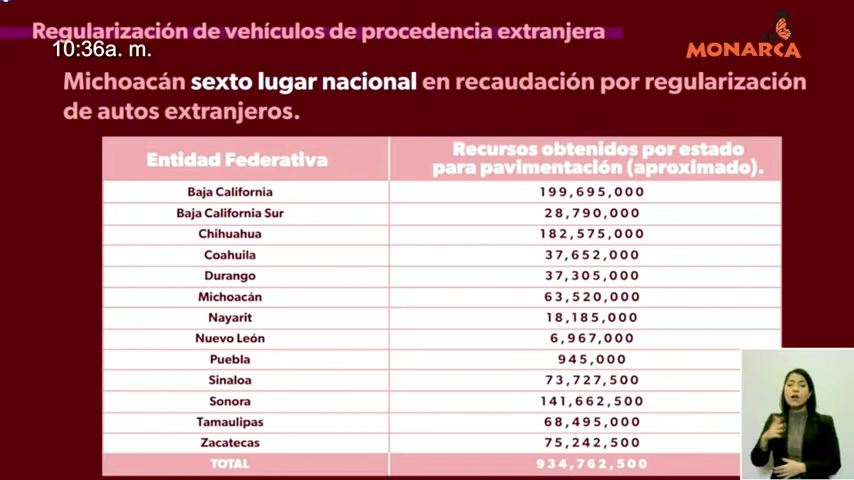 Regularización de vehículos de procedencia extranjera
10:36a. m.
MONARCA
Michoacán sexto lugar nacional en recaudación por regularización
de autos extranjeros.
Entidad Federativa
Recursos obtenidos por estado
para pavimentación (aproximado).
Baja California 199,695,000
Baja California Sur 28,790,000
Chihuahua 182,575,000
Coahuila 37,652,000
Durango 37,305,000
Michoacán 63,520,000
Nayarit 18,185,000
Nuevo León 6,967,000
Puebla 945,000
Sinaloa 73,727,500
Sonora 141,662,500
Tamaulipas 68,495,000
Zacatecas 75,242,500
TOTAL 934,762,500